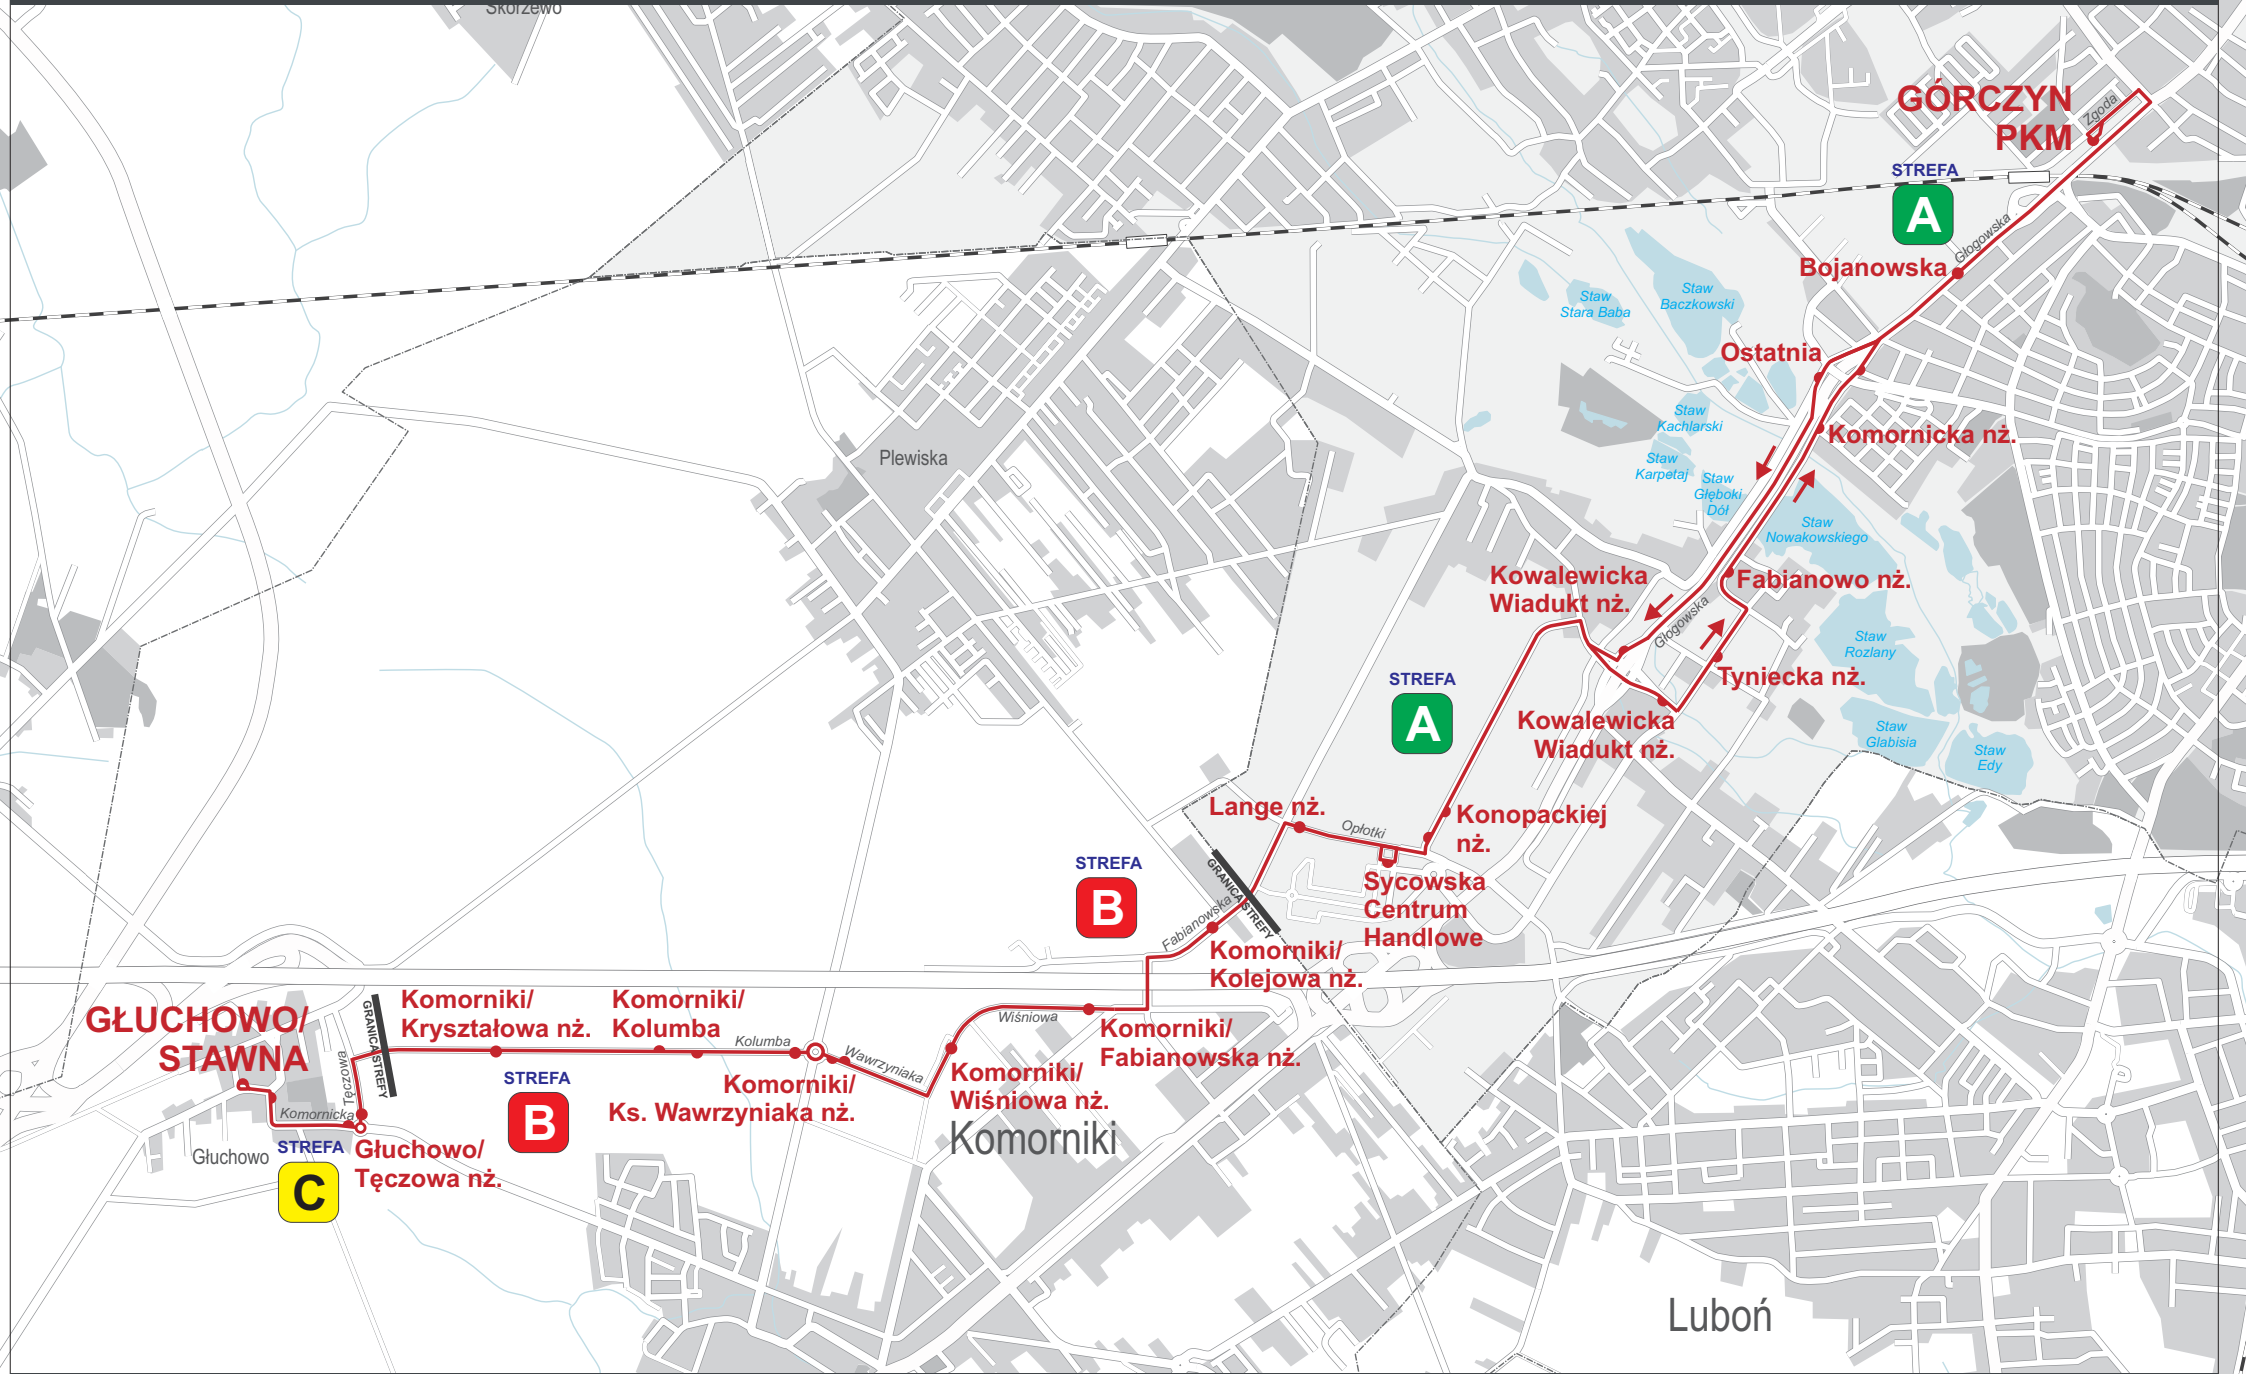 Skórzewo
GÓRCZYN
PKM
Zgoda
STREFA
A
Głogowska
Bojanowska
Staw
Stara Baba
Staw
Baczkowski
Ostatnia
Staw
Kachlarski
Komornicka nż.
Plewiska
Staw
Karpetaj
Staw
Głęboki
Dół
Staw
Nowakowskiego
Kowalewicka
Wiadukt nż.
Fabianowo nż.
Głogowska
Staw
Rozlany
STREFA
A
Tyniecka nż.
Kowalewicka
Wiadukt nż.
Staw
Glabisia
Staw
Edy
Lange nż.
Opłotki
Konopackiej
nż.
STREFA
B
GRANICA STREFY
Sycowska
Centrum
Handlowe
Fabianowska
Komorniki/
Kolejowa nż.
GŁUCHOWO/
STAWNA
GRANICA STREFY
Komorniki/
Kryształowa nż.
Komorniki/
Kolumba
Kolumba
Wawrzyniaka
Wiśniowa
Komorniki/
Fabianowska nż.
Tęczowa
STREFA
B
Komorniki/
Ks. Wawrzyniaka nż.
Komorniki/
Wiśniowa nż.
Komornicka
Komorniki
Głuchowo
STREFA
C
Głuchowo/
Tęczowa nż.
Luboń